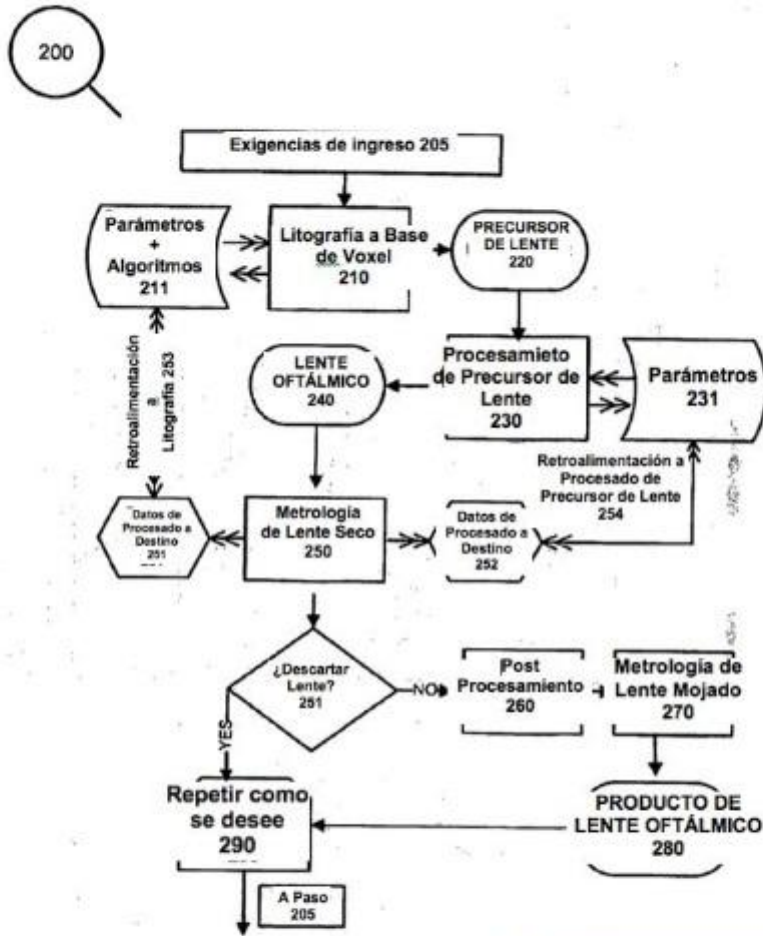 200
Exigencias de ingreso 205
Parámetros
+
Algoritmos
211
Litografía a Base
de Voxel
210
PRECURSOR
DE LENTE
220
Retroalimentación
a
Litografía 253
LENTE
OFTÁLMICO
240
Procesamieto
de Precursor de
Lente
230
Parámetros
231
Retroalimentación a
Procesado de
Precursor de Lente
254
Datos de
Procesado a
Destino
251
Metrología
de Lente Seco
250
Datos de
Procesado a
Destino
252
¿Descartar
Lente?
251
NO
Post
Procesamiento
260
Metrología de
Lente Mojado
270
YES
Repetir como
se desee
290
PRODUCTO DE
LENTE OFTÁLMICO
280
A Paso
205